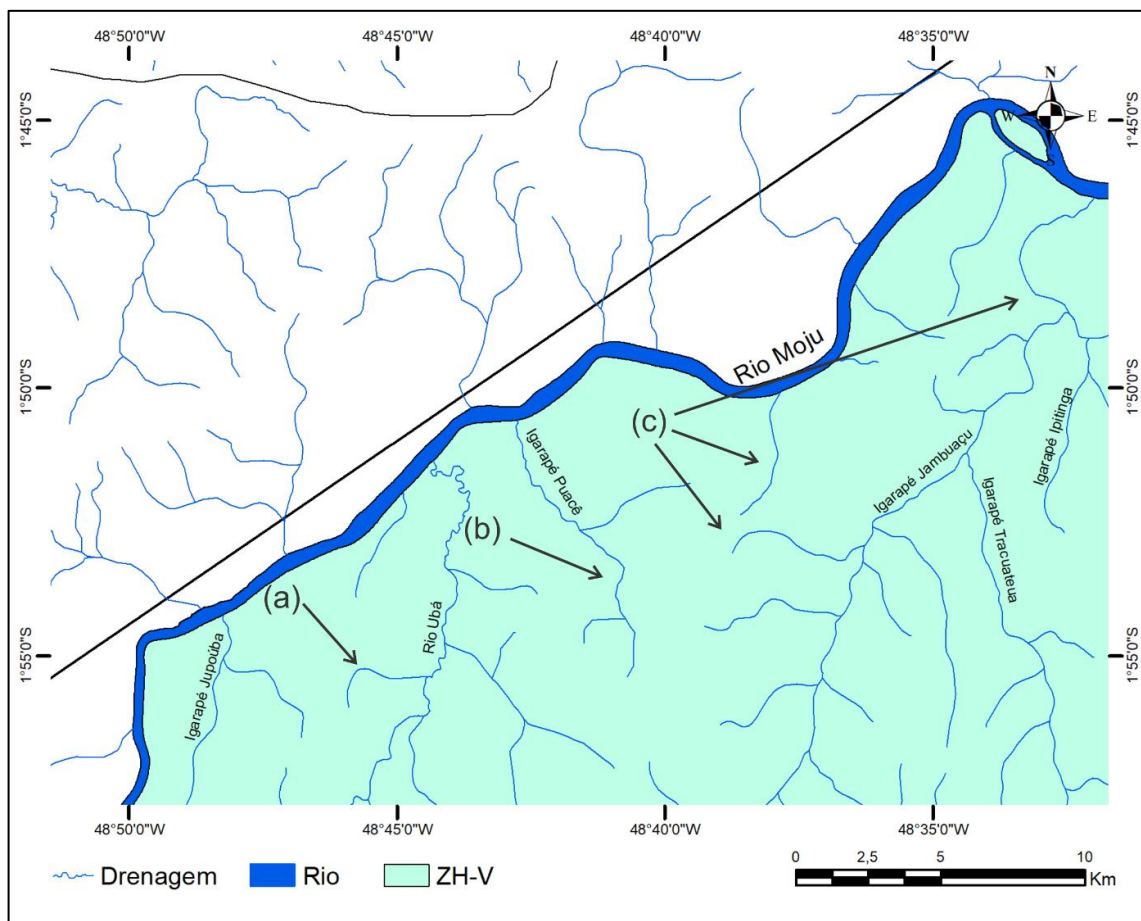 48°50'0"W
48°45'0"W
48°40'0"W
48°35'0"W
N
W
E
S
1°45'0"S
1°45'0"S
Rio Moju
1°50'0"S
1°50'0"S
(c)
Igarapé Puacê
Igarapé Jambuaçu
Igarapé Ipitinga
Igarapé Tracuateua
(b)
(a)
Rio Ubá
Igarapé Jupoúba
1°55'0"S
1°55'0"S
48°50'0"W
48°45'0"W
48°40'0"W
48°35'0"W
Drenagem
Rio
ZH-V
0 2,5 5 10
Km